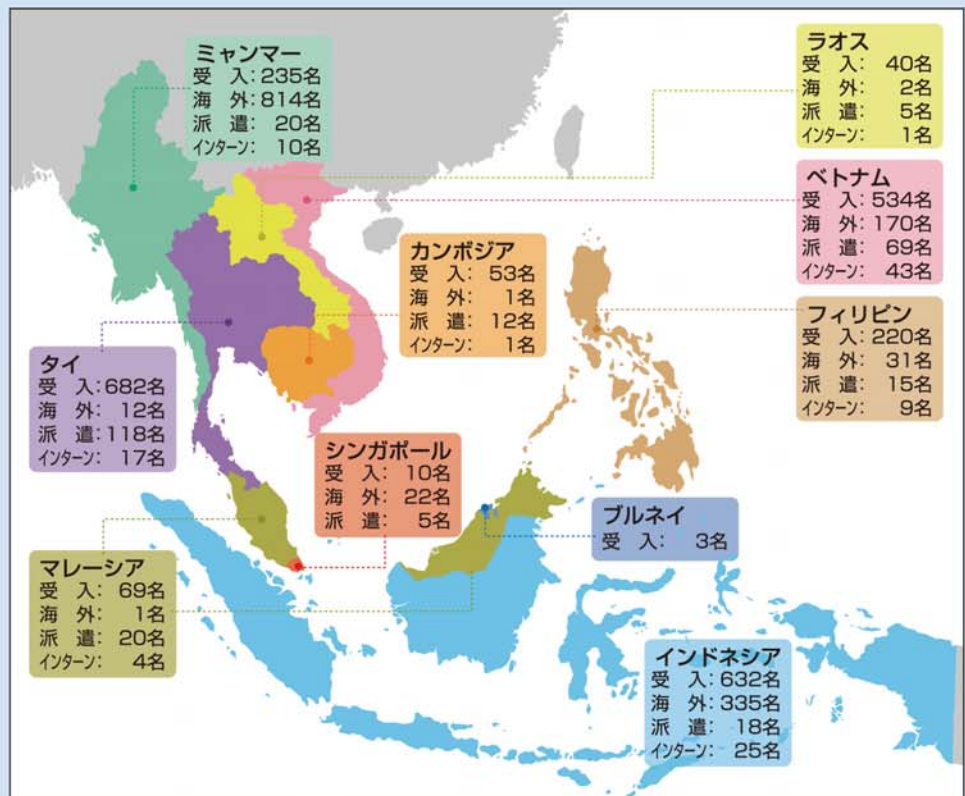 ミャンマー
受 入: 235名
海 外: 814名
派 遣: 20名
インターン: 10名
ラオス
受 入: 40名
海 外: 2名
派 遣: 5名
インターン: 1名
ベトナム
受 入: 534名
海 外: 170名
派 遣: 69名
インターン: 43名
カンボジア
受 入: 53名
海 外: 1名
派 遣: 12名
インターン: 1名
フィリピン
受 入: 220名
海 外: 31名
派 遣: 15名
インターン: 9名
タイ
受 入: 682名
海 外: 12名
派 遣: 118名
インターン: 17名
シンガポール
受 入: 10名
海 外: 22名
派 遣: 5名
ブルネイ
受 入: 3名
マレーシア
受 入: 69名
海 外: 1名
派 遣: 20名
インターン: 4名
インドネシア
受 入: 632名
海 外: 335名
派 遣: 18名
インターン: 25名